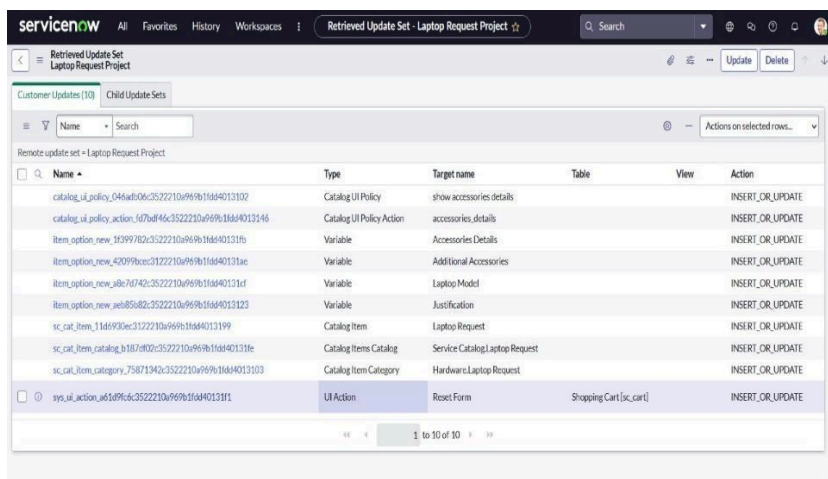 servicenow All Favorites History Workspaces Retrieved Update Set - Laptop Request Project Search
Retrieved Update Set
Laptop Request Project
Update Delete
Customer Updates (10) Child Update Sets
Name Search Actions on selected rows...
Remote update set = Laptop Request Project
Name Type Target name Table View Action
catalog_ui_policy_046adb06c3522210a969b1fdd4013102 Catalog UI Policy show accessories details INSERT_OR_UPDATE
catalog_ui_policy_action_fd7bdf46c3522210a969b1fdd4013146 Catalog UI Policy Action accessories_details INSERT_OR_UPDATE
item_option_new_1f399782c3522210a969b1fdd40131fb Variable Accessories Details INSERT_OR_UPDATE
item_option_new_42099bcec3122210a969b1fdd40131ae Variable Additional Accessories INSERT_OR_UPDATE
item_option_new_a8e7d742c3522210a969b1fdd40131cf Variable Laptop Model INSERT_OR_UPDATE
item_option_new_aeb85b82c3522210a969b1fdd4013123 Variable Justification INSERT_OR_UPDATE
sc_cat_item_11d6930ec3122210a969b1fdd4013199 Catalog Item Laptop Request INSERT_OR_UPDATE
sc_cat_item_catalog_b187df02c3522210a969b1fdd40131fe Catalog Items Catalog Service Catalog.Laptop Request INSERT_OR_UPDATE
sc_cat_item_category_75871342c3522210a969b1fdd4013103 Catalog Item Category Hardware.Laptop Request INSERT_OR_UPDATE
sys_ui_action_a61d9fc6c3522210a969b1fdd40131f1 UI Action Reset Form Shopping Cart [sc_cart] INSERT_OR_UPDATE
1 to 10 of 10